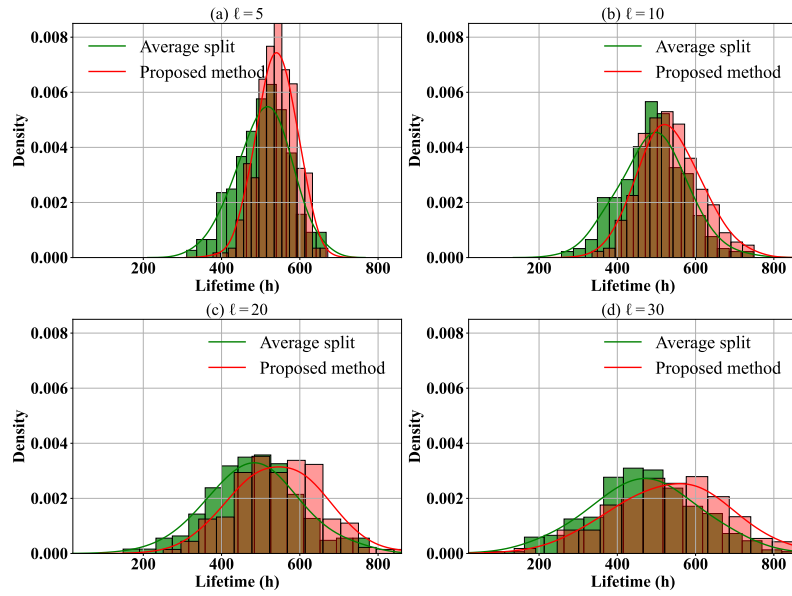 (a) ℓ = 5
0.008
0.006
0.004
0.002
0.000
Density
Average split
Proposed method
200 400 600 800
Lifetime (h)
(b) ℓ = 10
0.008
0.006
0.004
0.002
0.000
Density
Average split
Proposed method
200 400 600 800
Lifetime (h)
(c) ℓ = 20
0.008
0.006
0.004
0.002
0.000
Density
Average split
Proposed method
200 400 600 800
Lifetime (h)
(d) ℓ = 30
0.008
0.006
0.004
0.002
0.000
Density
Average split
Proposed method
200 400 600 800
Lifetime (h)